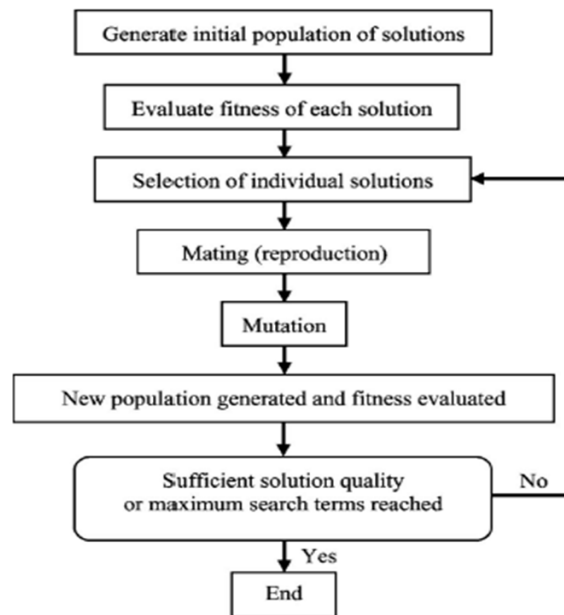 Generate initial population of solutions
Evaluate fitness of each solution
Selection of individual solutions
Mating (reproduction)
Mutation
New population generated and fitness evaluated
Sufficient solution quality
or maximum search terms reached
No
Yes
End